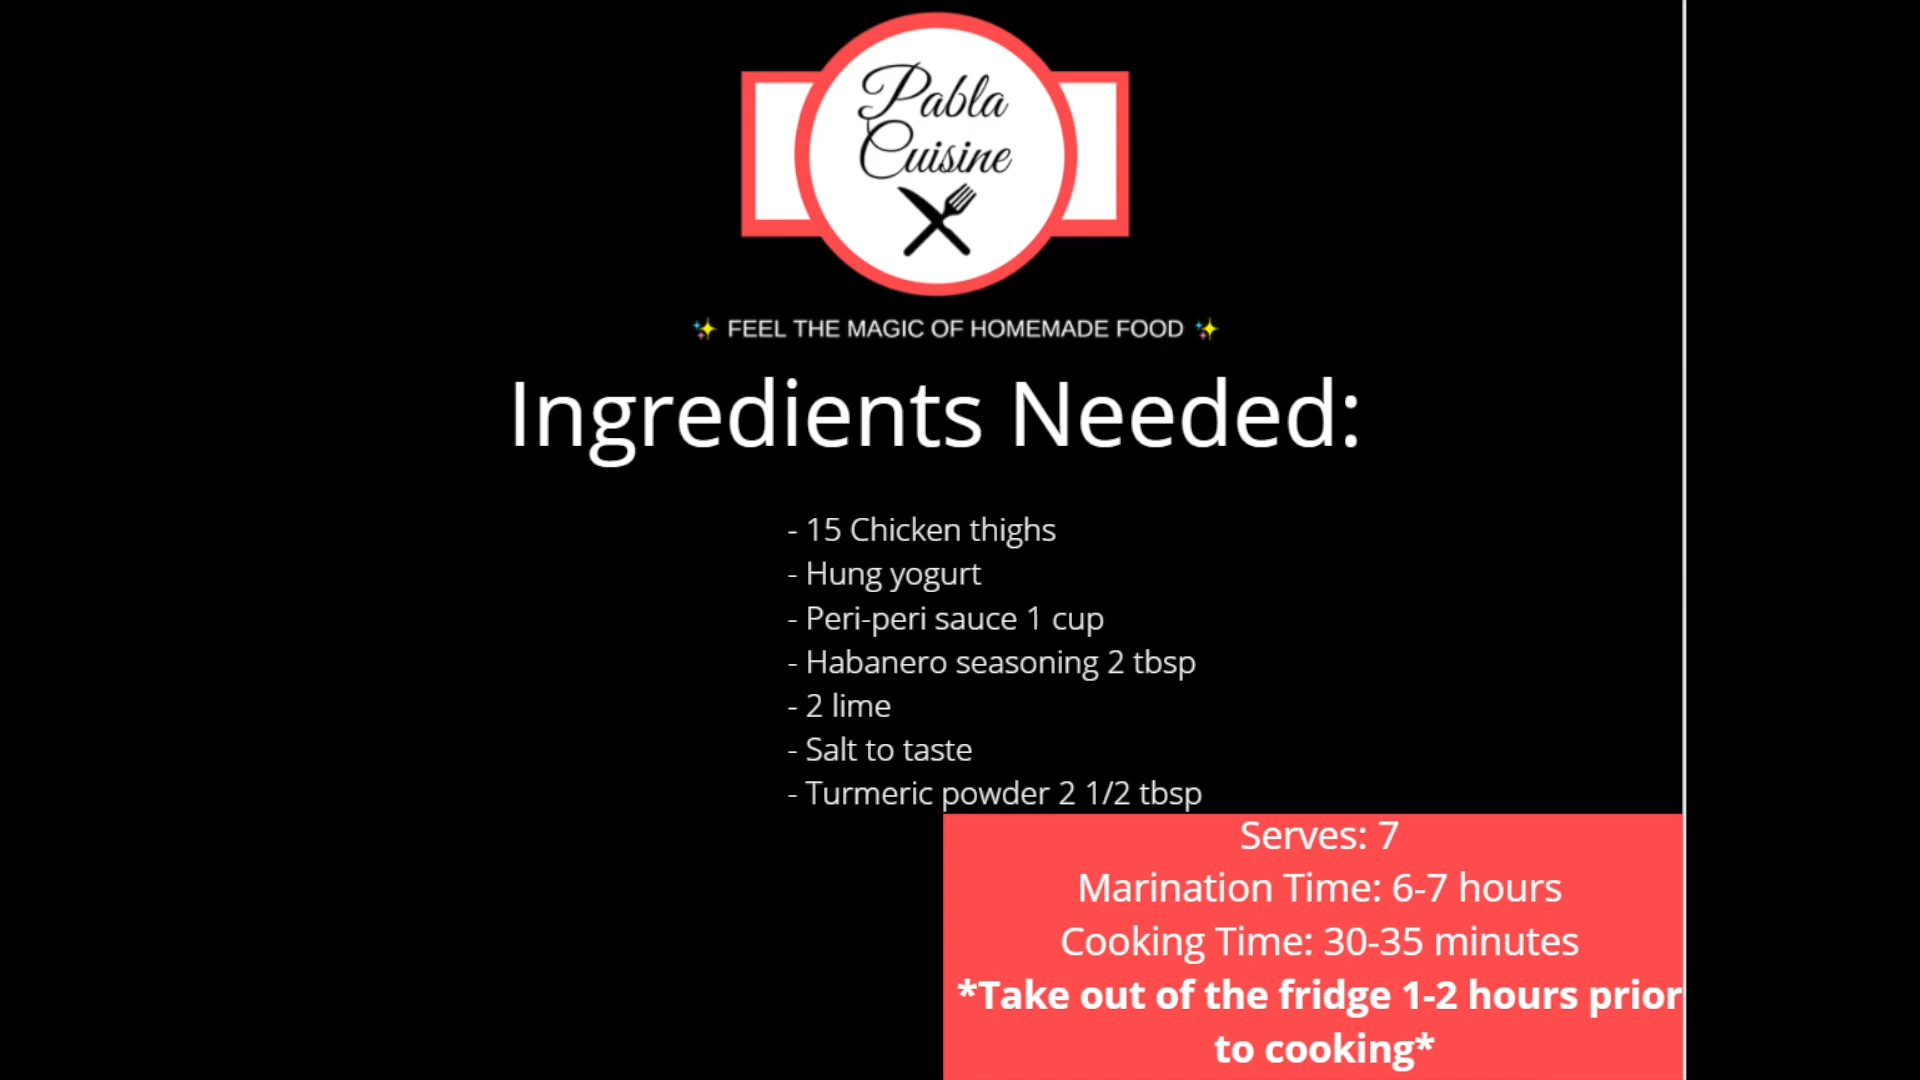 Pabla
Cuisine
✨ FEEL THE MAGIC OF HOMEMADE FOOD ✨
Ingredients Needed:
- 15 Chicken thighs
- Hung yogurt
- Peri-peri sauce 1 cup
- Habanero seasoning 2 tbsp
- 2 lime
- Salt to taste
- Turmeric powder 2 1/2 tbsp
Serves: 7
Marination Time: 6-7 hours
Cooking Time: 30-35 minutes
*Take out of the fridge 1-2 hours prior
to cooking*